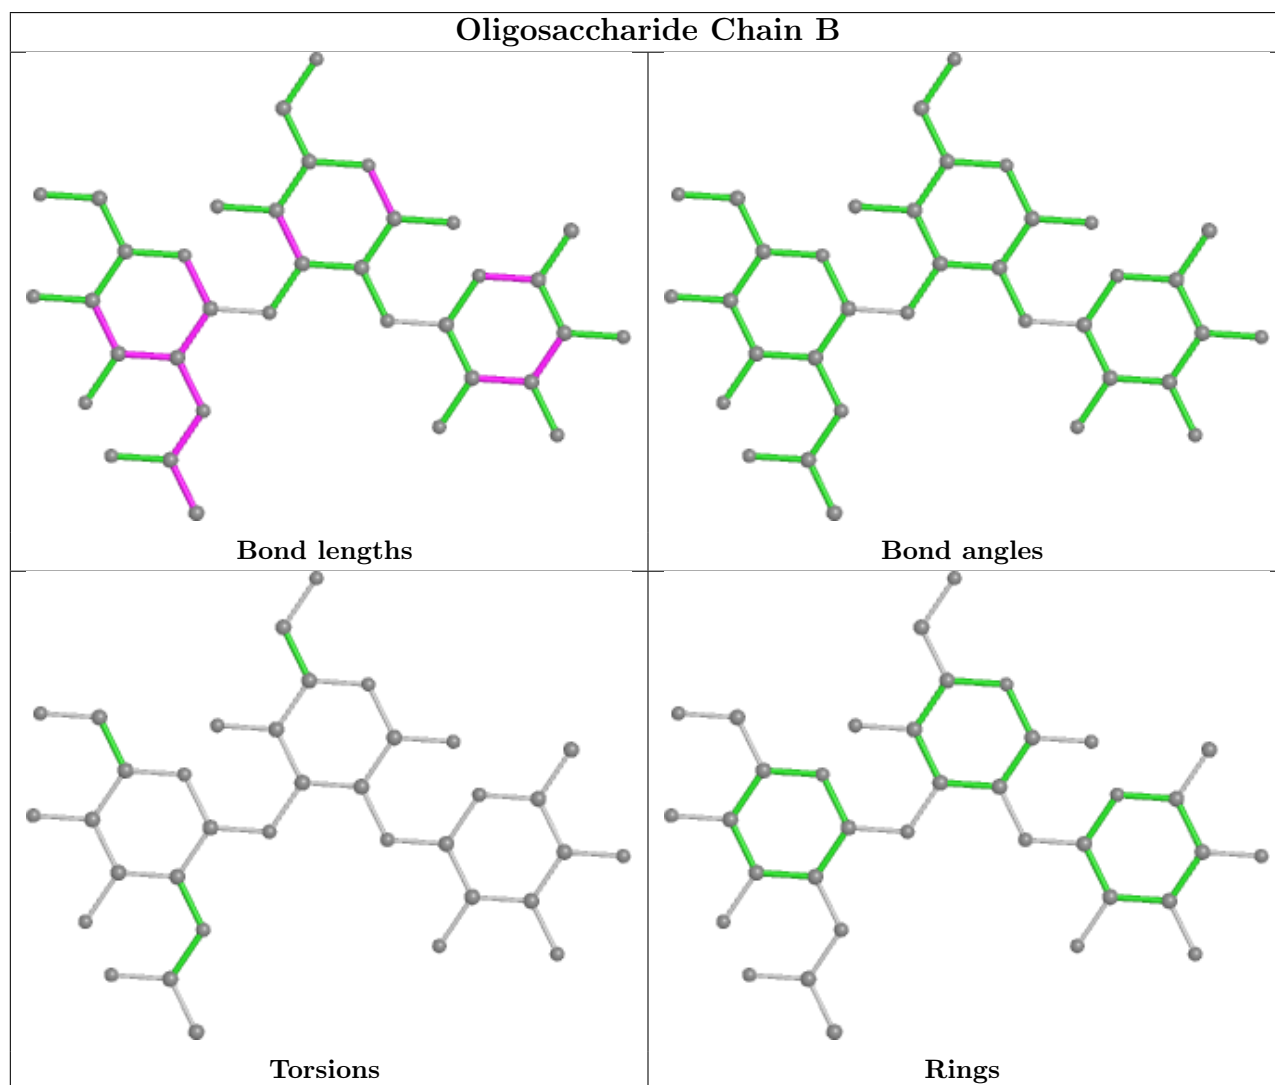 Oligosaccharide Chain B
Bond lengths
Bond angles
Torsions
Rings